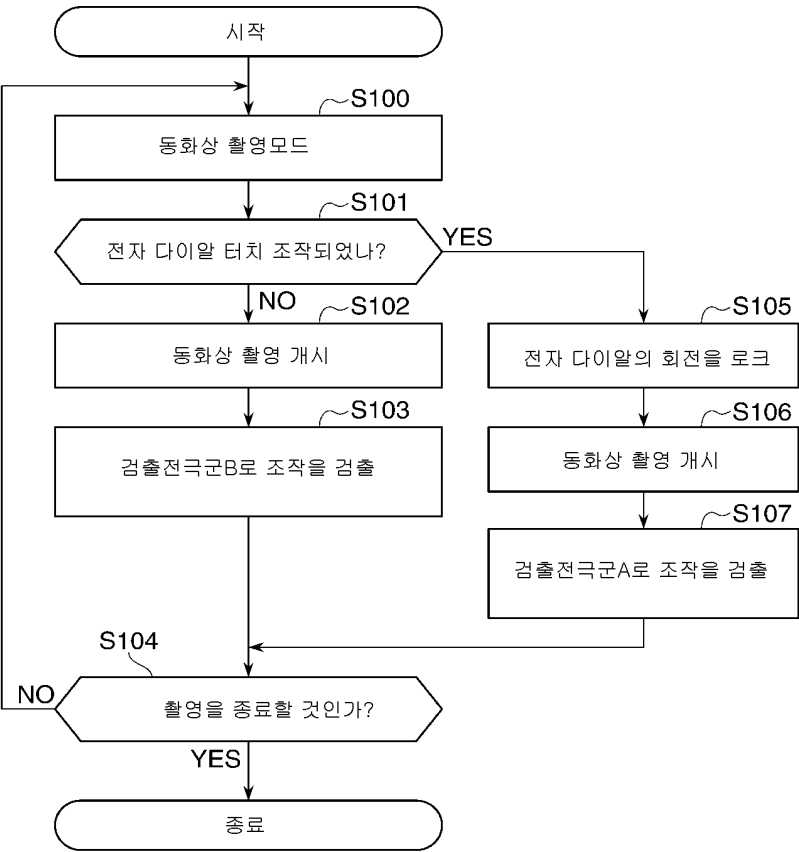 시작
S100
동화상 촬영모드
S101
전자 다이알 터치 조작되었나?
YES
NO
S102
동화상 촬영 개시
S103
검출전극군B로 조작을 검출
S105
전자 다이알의 회전을 로크
S106
동화상 촬영 개시
S107
검출전극군A로 조작을 검출
S104
촬영을 종료할 것인가?
NO
YES
종료